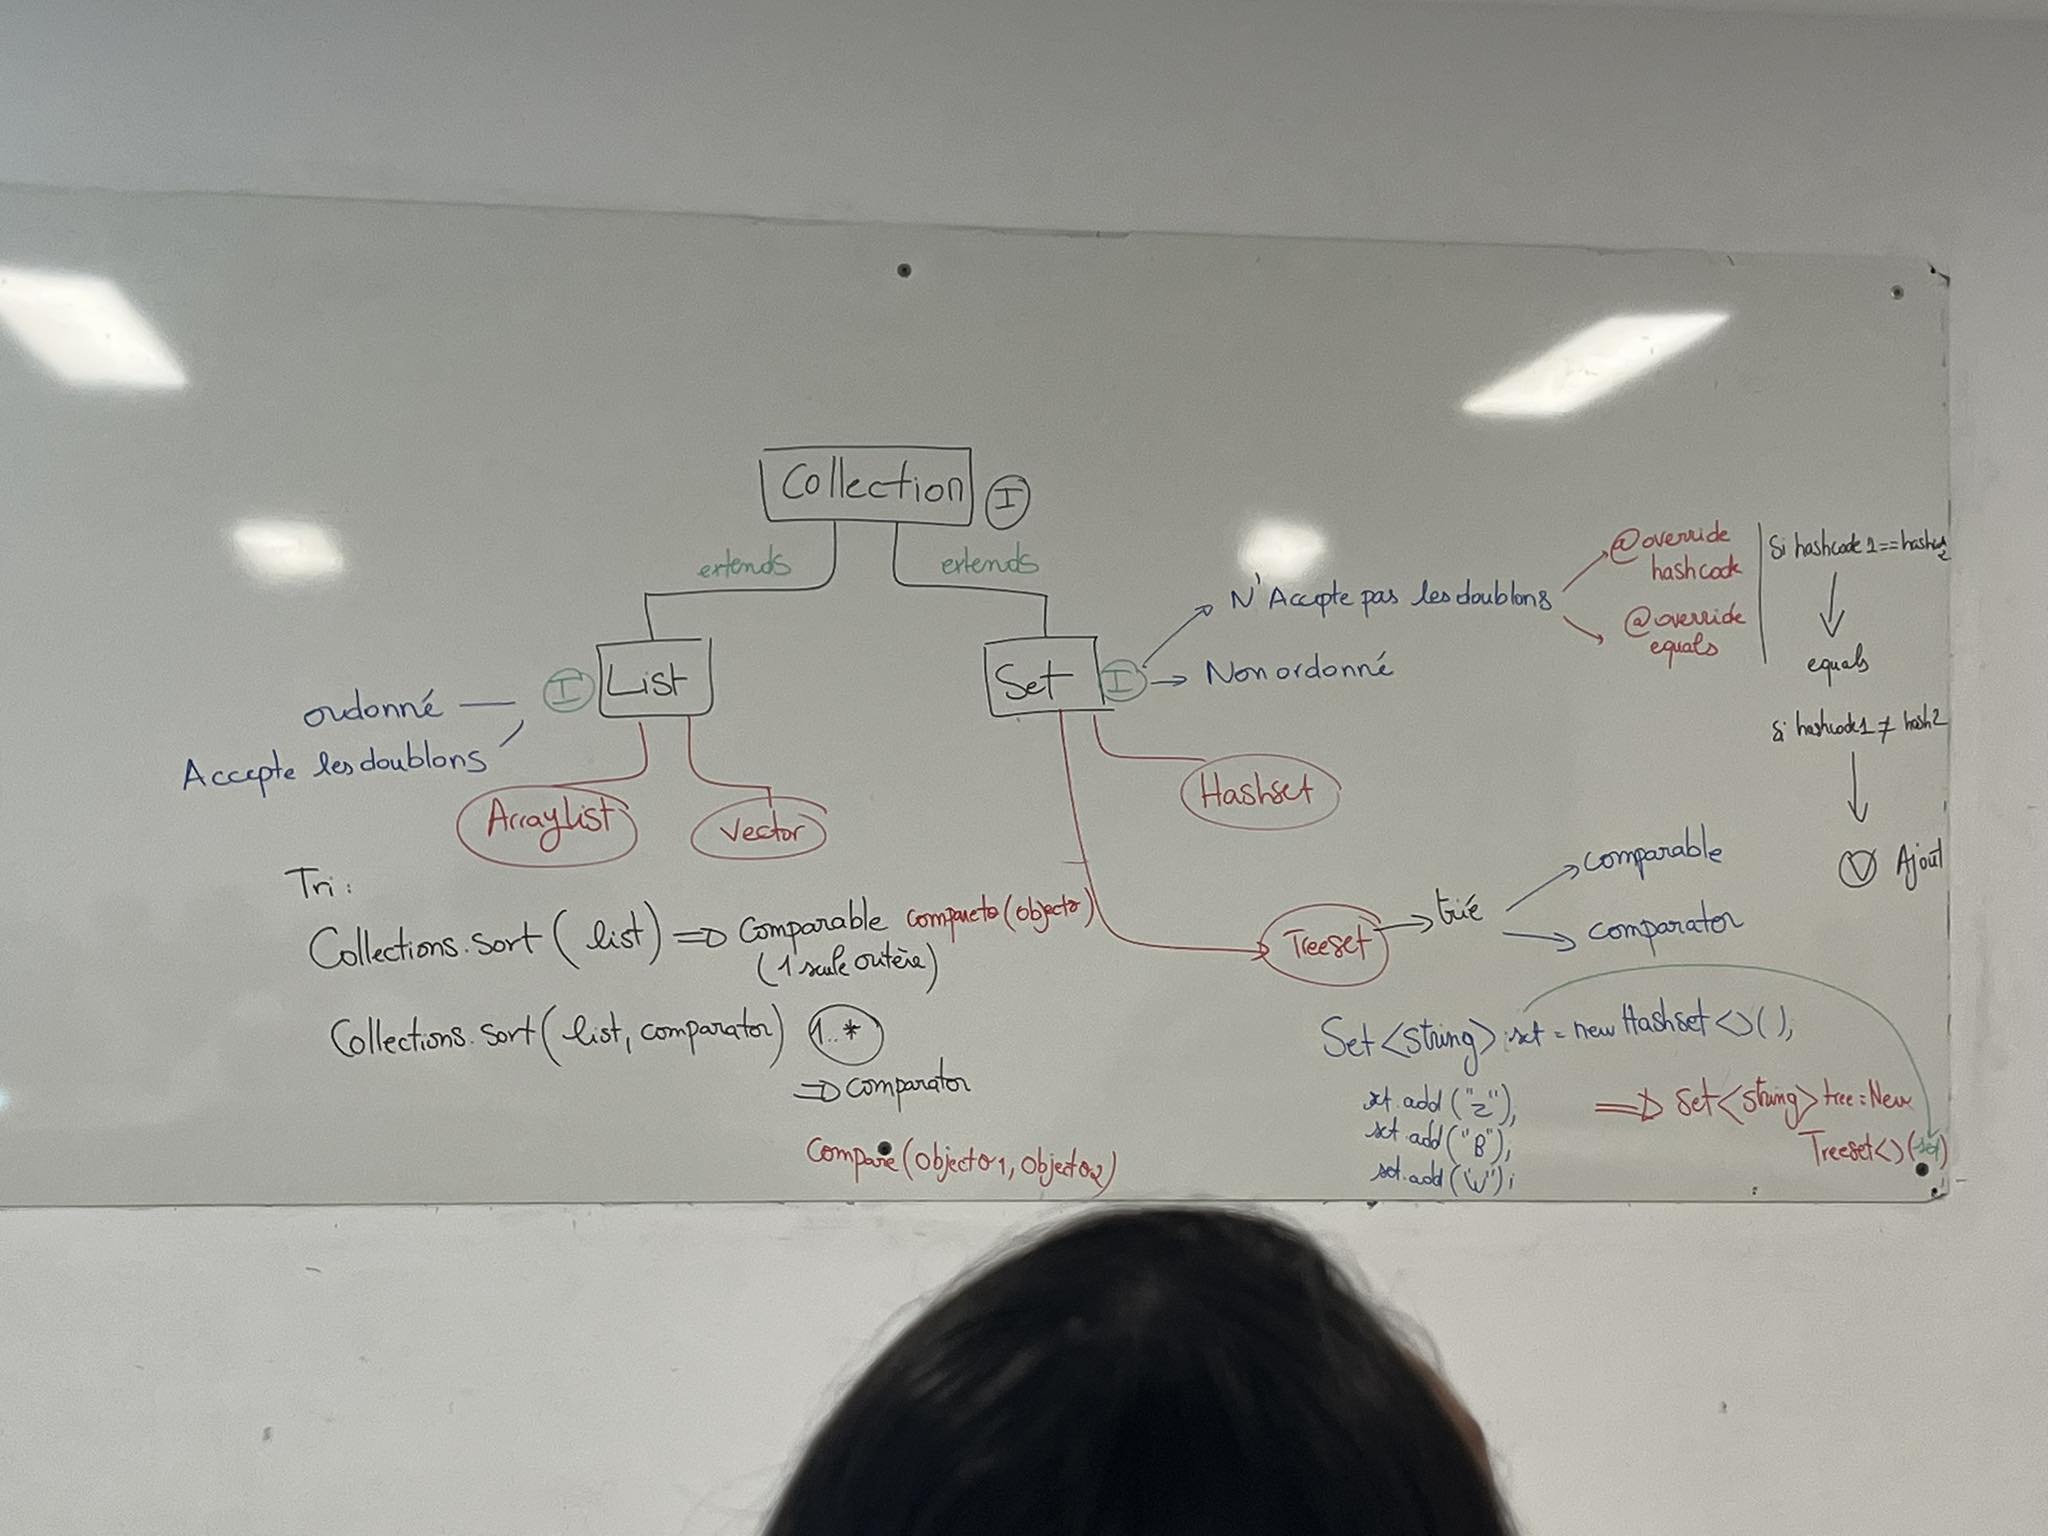 Collection I
extends extends
I List
Set I
ordonné
Accepte les doublons
N'Accepte pas les doublons
Non ordonné
@override
hashcode
@override
equals
Si hashcode1==hashcode2
equals
Si hashcode1 ≠ hash2
V Ajout
ArrayList
Vector
Hashset
Treeset
trié
comparable
comparator
Tri:
Collections.sort(list) => Comparable compareto(objecto)
(1 seule critère)
Collections.sort(list, comparator) 1..*
=> comparator
Compare(objecto1, objecto2)
Set<string> set = new Hashset<>();
set.add("z");
set.add("B");
set.add("W");
=> Set<string> tree = New
Treeset<>(set)